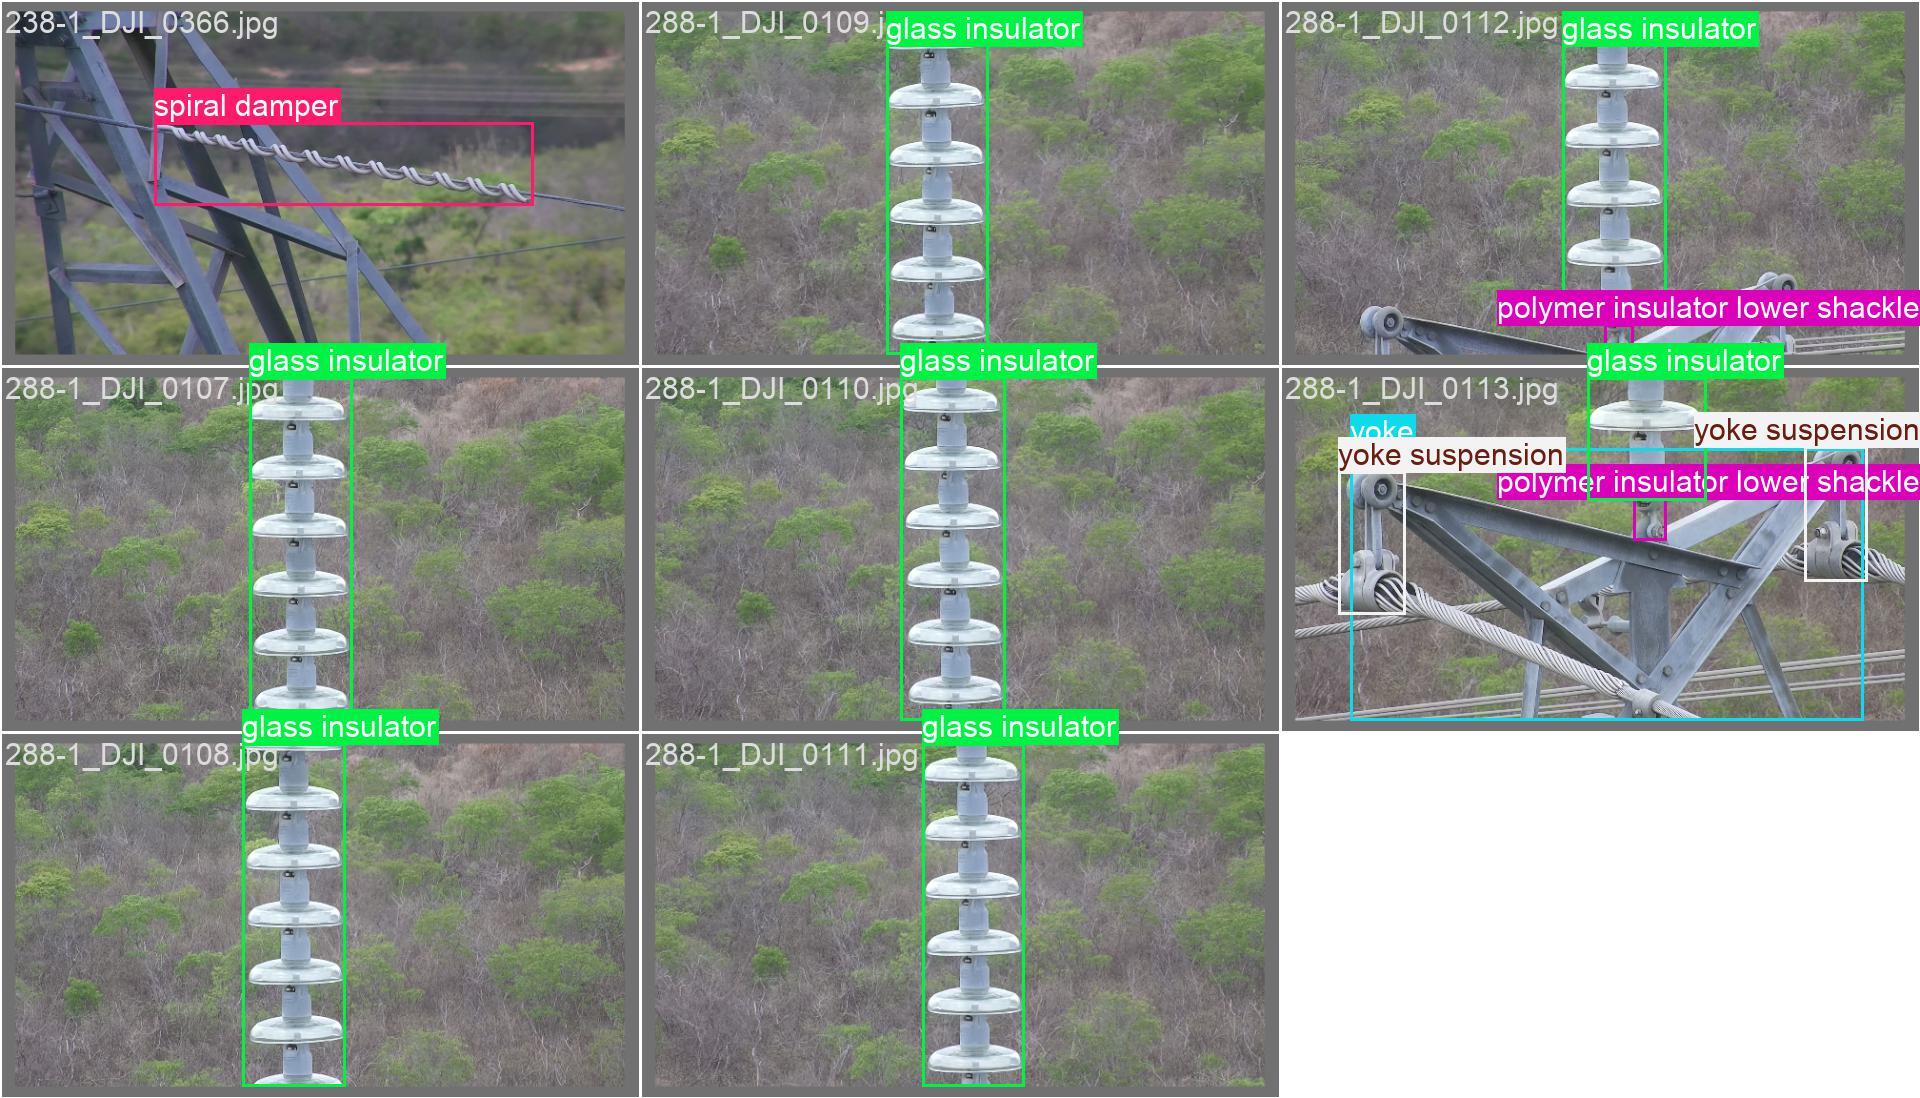 238-1_DJI_0366.jpg
spiral damper
288-1_DJI_0109.j
glass insulator
288-1_DJI_0112.jpg
glass insulator
polymer insulator lower shackle
288-1_DJI_0107.jpg
glass insulator
288-1_DJI_0110.jpg
glass insulator
288-1_DJI_0113.jpg
glass insulator
yoke
yoke suspension
yoke suspension
polymer insulator lower shackle
288-1_DJI_0108.jpg
glass insulator
288-1_DJI_0111.jpg
glass insulator